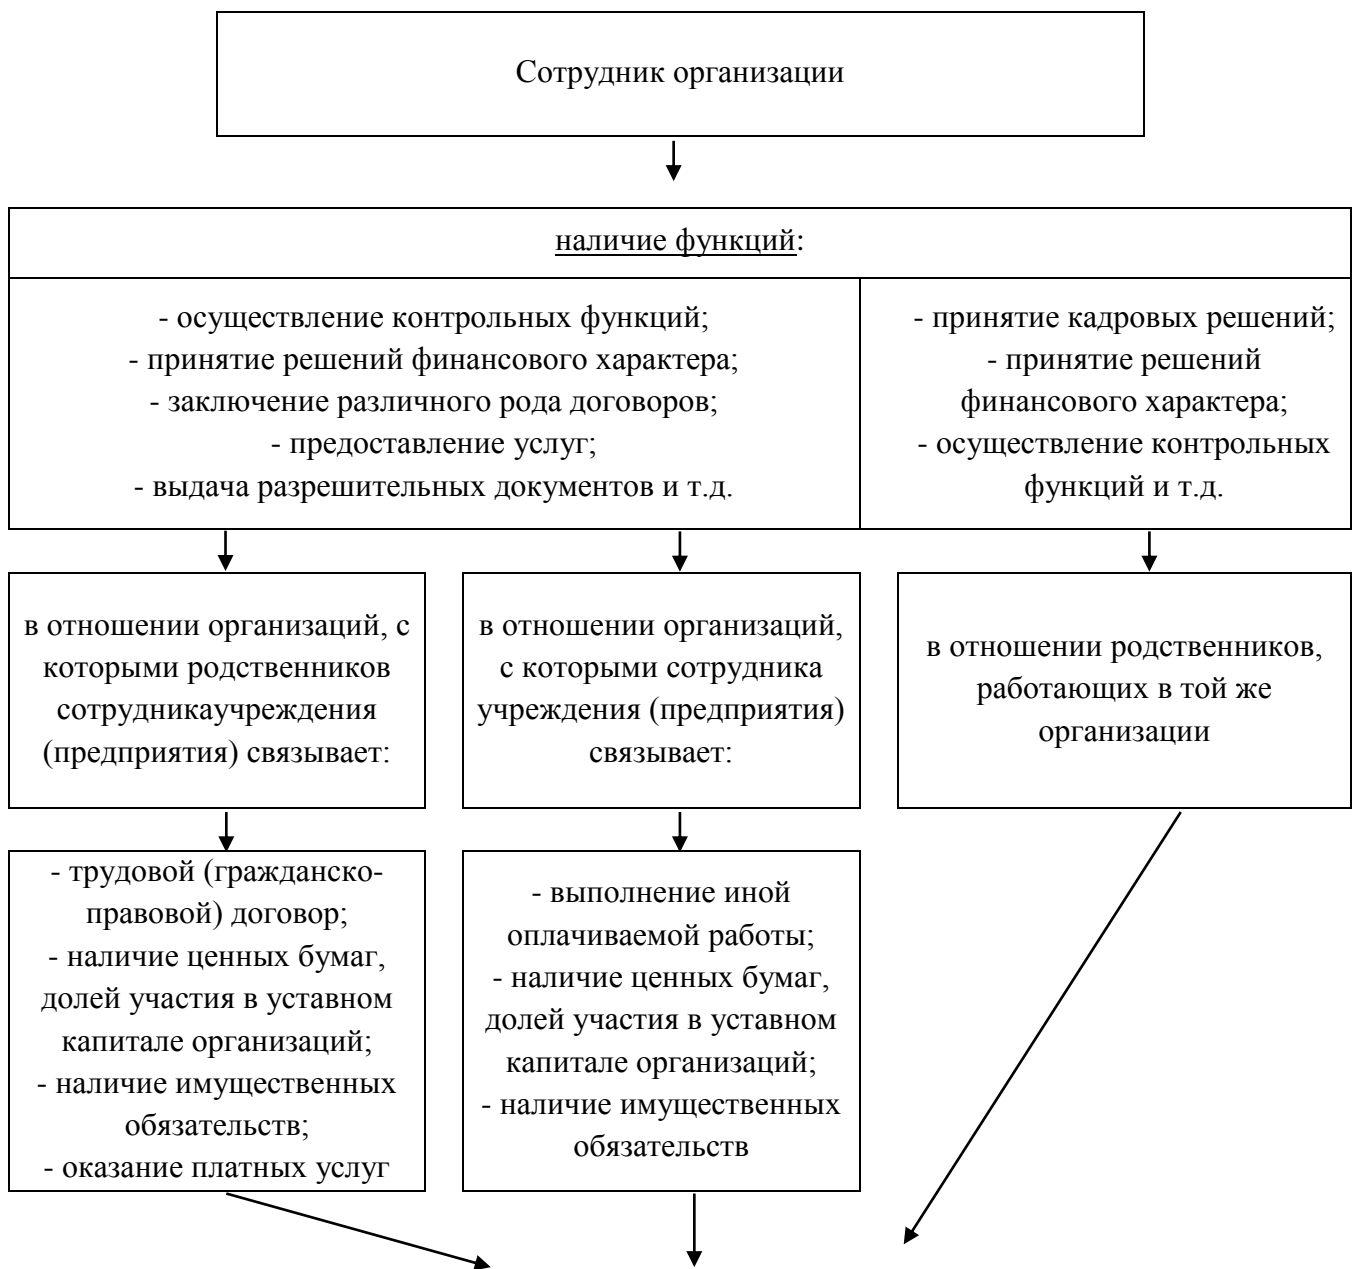 Сотрудник организации
наличие функций:
- осуществление контрольных функций;
- принятие решений финансового характера;
- заключение различного рода договоров;
- предоставление услуг;
- выдача разрешительных документов и т.д.
- принятие кадровых решений;
- принятие решений
финансового характера;
- осуществление контрольных
функций и т.д.
в отношении организаций, с
которыми родственников
сотрудникаучреждения
(предприятия) связывает:
в отношении организаций,
с которыми сотрудника
учреждения (предприятия)
связывает:
в отношении родственников,
работающих в той же
организации
- трудовой (гражданско-
правовой) договор;
- наличие ценных бумаг,
долей участия в уставном
капитале организаций;
- наличие имущественных
обязательств;
- оказание платных услуг
- выполнение иной
оплачиваемой работы;
- наличие ценных бумаг,
долей участия в уставном
капитале организаций;
- наличие имущественных
обязательств